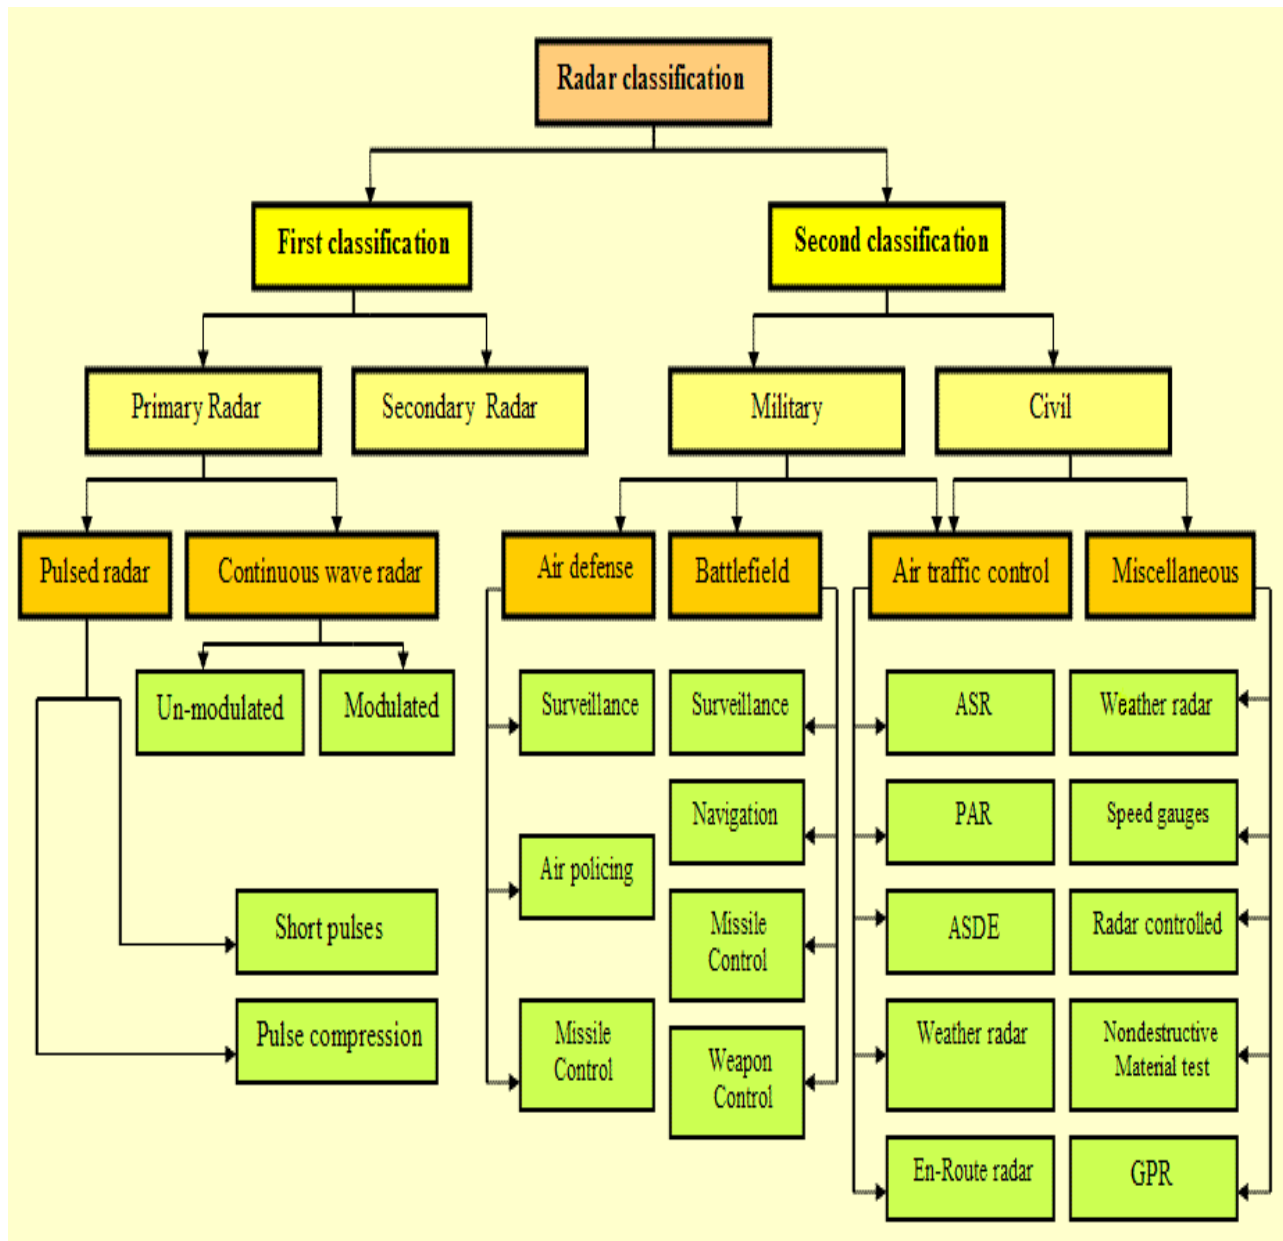 Radar classification
First classification
Second classification
Primary Radar
Secondary Radar
Military
Civil
Pulsed radar
Continuous wave radar
Air defense
Battlefield
Air traffic control
Miscellaneous
Un-modulated
Modulated
Short pulses
Pulse compression
Surveillance
Air policing
Missile
Control
Surveillance
Navigation
Missile
Control
Weapon
Control
ASR
PAR
ASDE
Weather radar
En-Route radar
Weather radar
Speed gauges
Radar controlled
Nondestructive
Material test
GPR